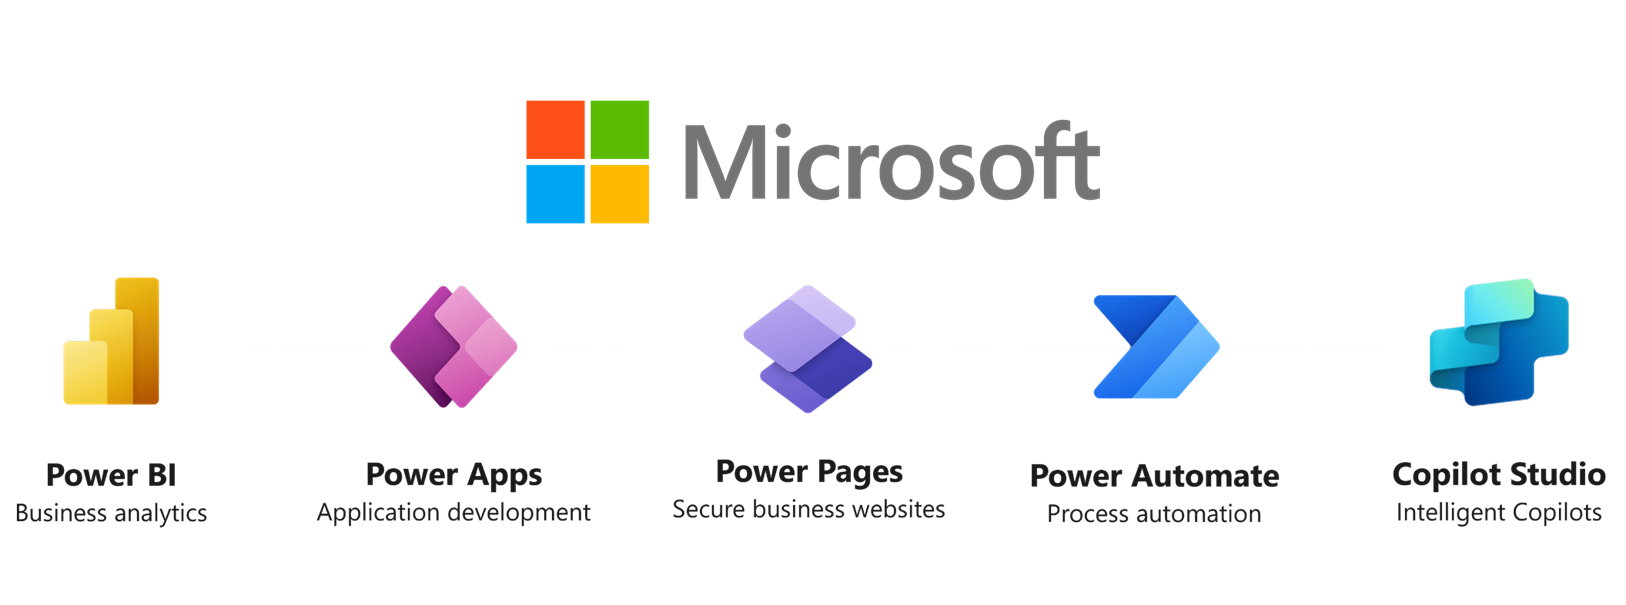 Microsoft
Power BI
Business analytics
Power Apps
Application development
Power Pages
Secure business websites
Power Automate
Process automation
Copilot Studio
Intelligent Copilots